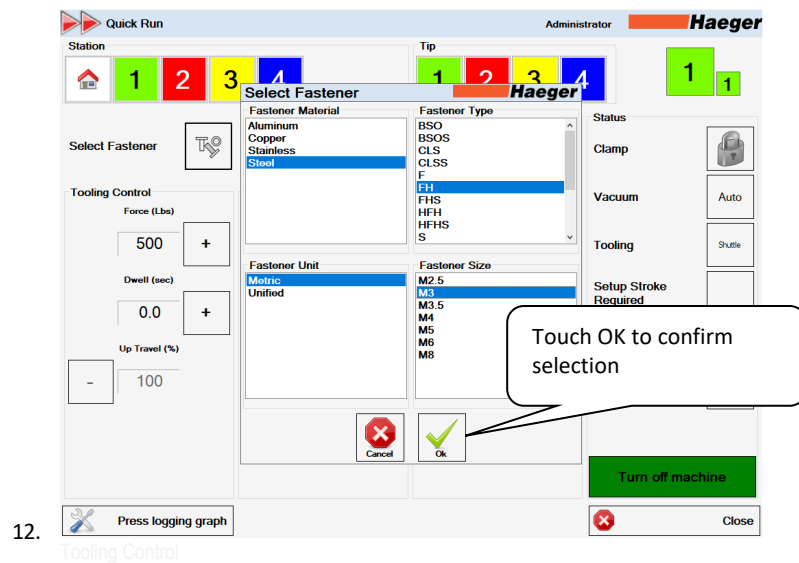 Quick Run
Administrator
Haeger
Station
Tip
1
2
3
4
1
2
3
4
1
1
Select Fastener
Haeger
Fastener Material
Aluminum
Copper
Stainless
Steel
Fastener Type
BSO
BSOS
CLS
CLSS
F
FH
FHS
HFH
HFHS
S
Fastener Unit
Metric
Unified
Fastener Size
M2.5
M3
M3.5
M4
M5
M6
M8
Cancel
Ok
Select Fastener
Tooling Control
Force (Lbs)
500
+
Dwell (sec)
0.0
+
Up Travel (%)
-
100
Status
Clamp
Vacuum
Auto
Tooling
Shuttle
Setup Stroke
Required
Touch OK to confirm
selection
Turn off machine
12.
Press logging graph
Close
Tooling Control